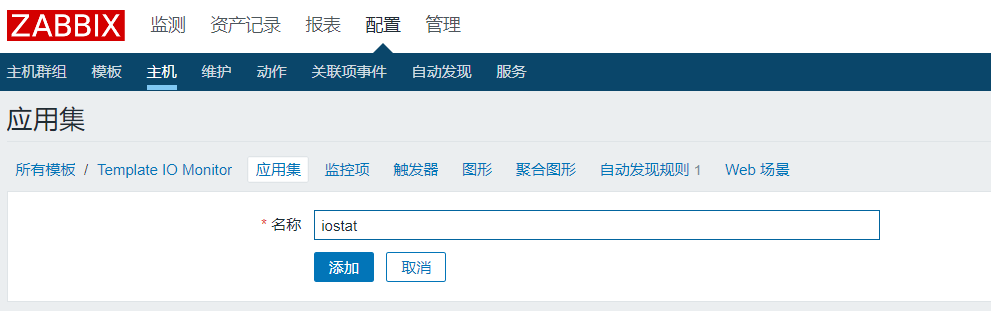 ZABBIX 监测 资产记录 报表 配置 管理
主机群组 模板 主机 维护 动作 关联项事件 自动发现 服务
应用集
所有模板 / Template IO Monitor 应用集 监控项 触发器 图形 聚合图形 自动发现规则 1 Web 场景
* 名称 iostat
添加 取消